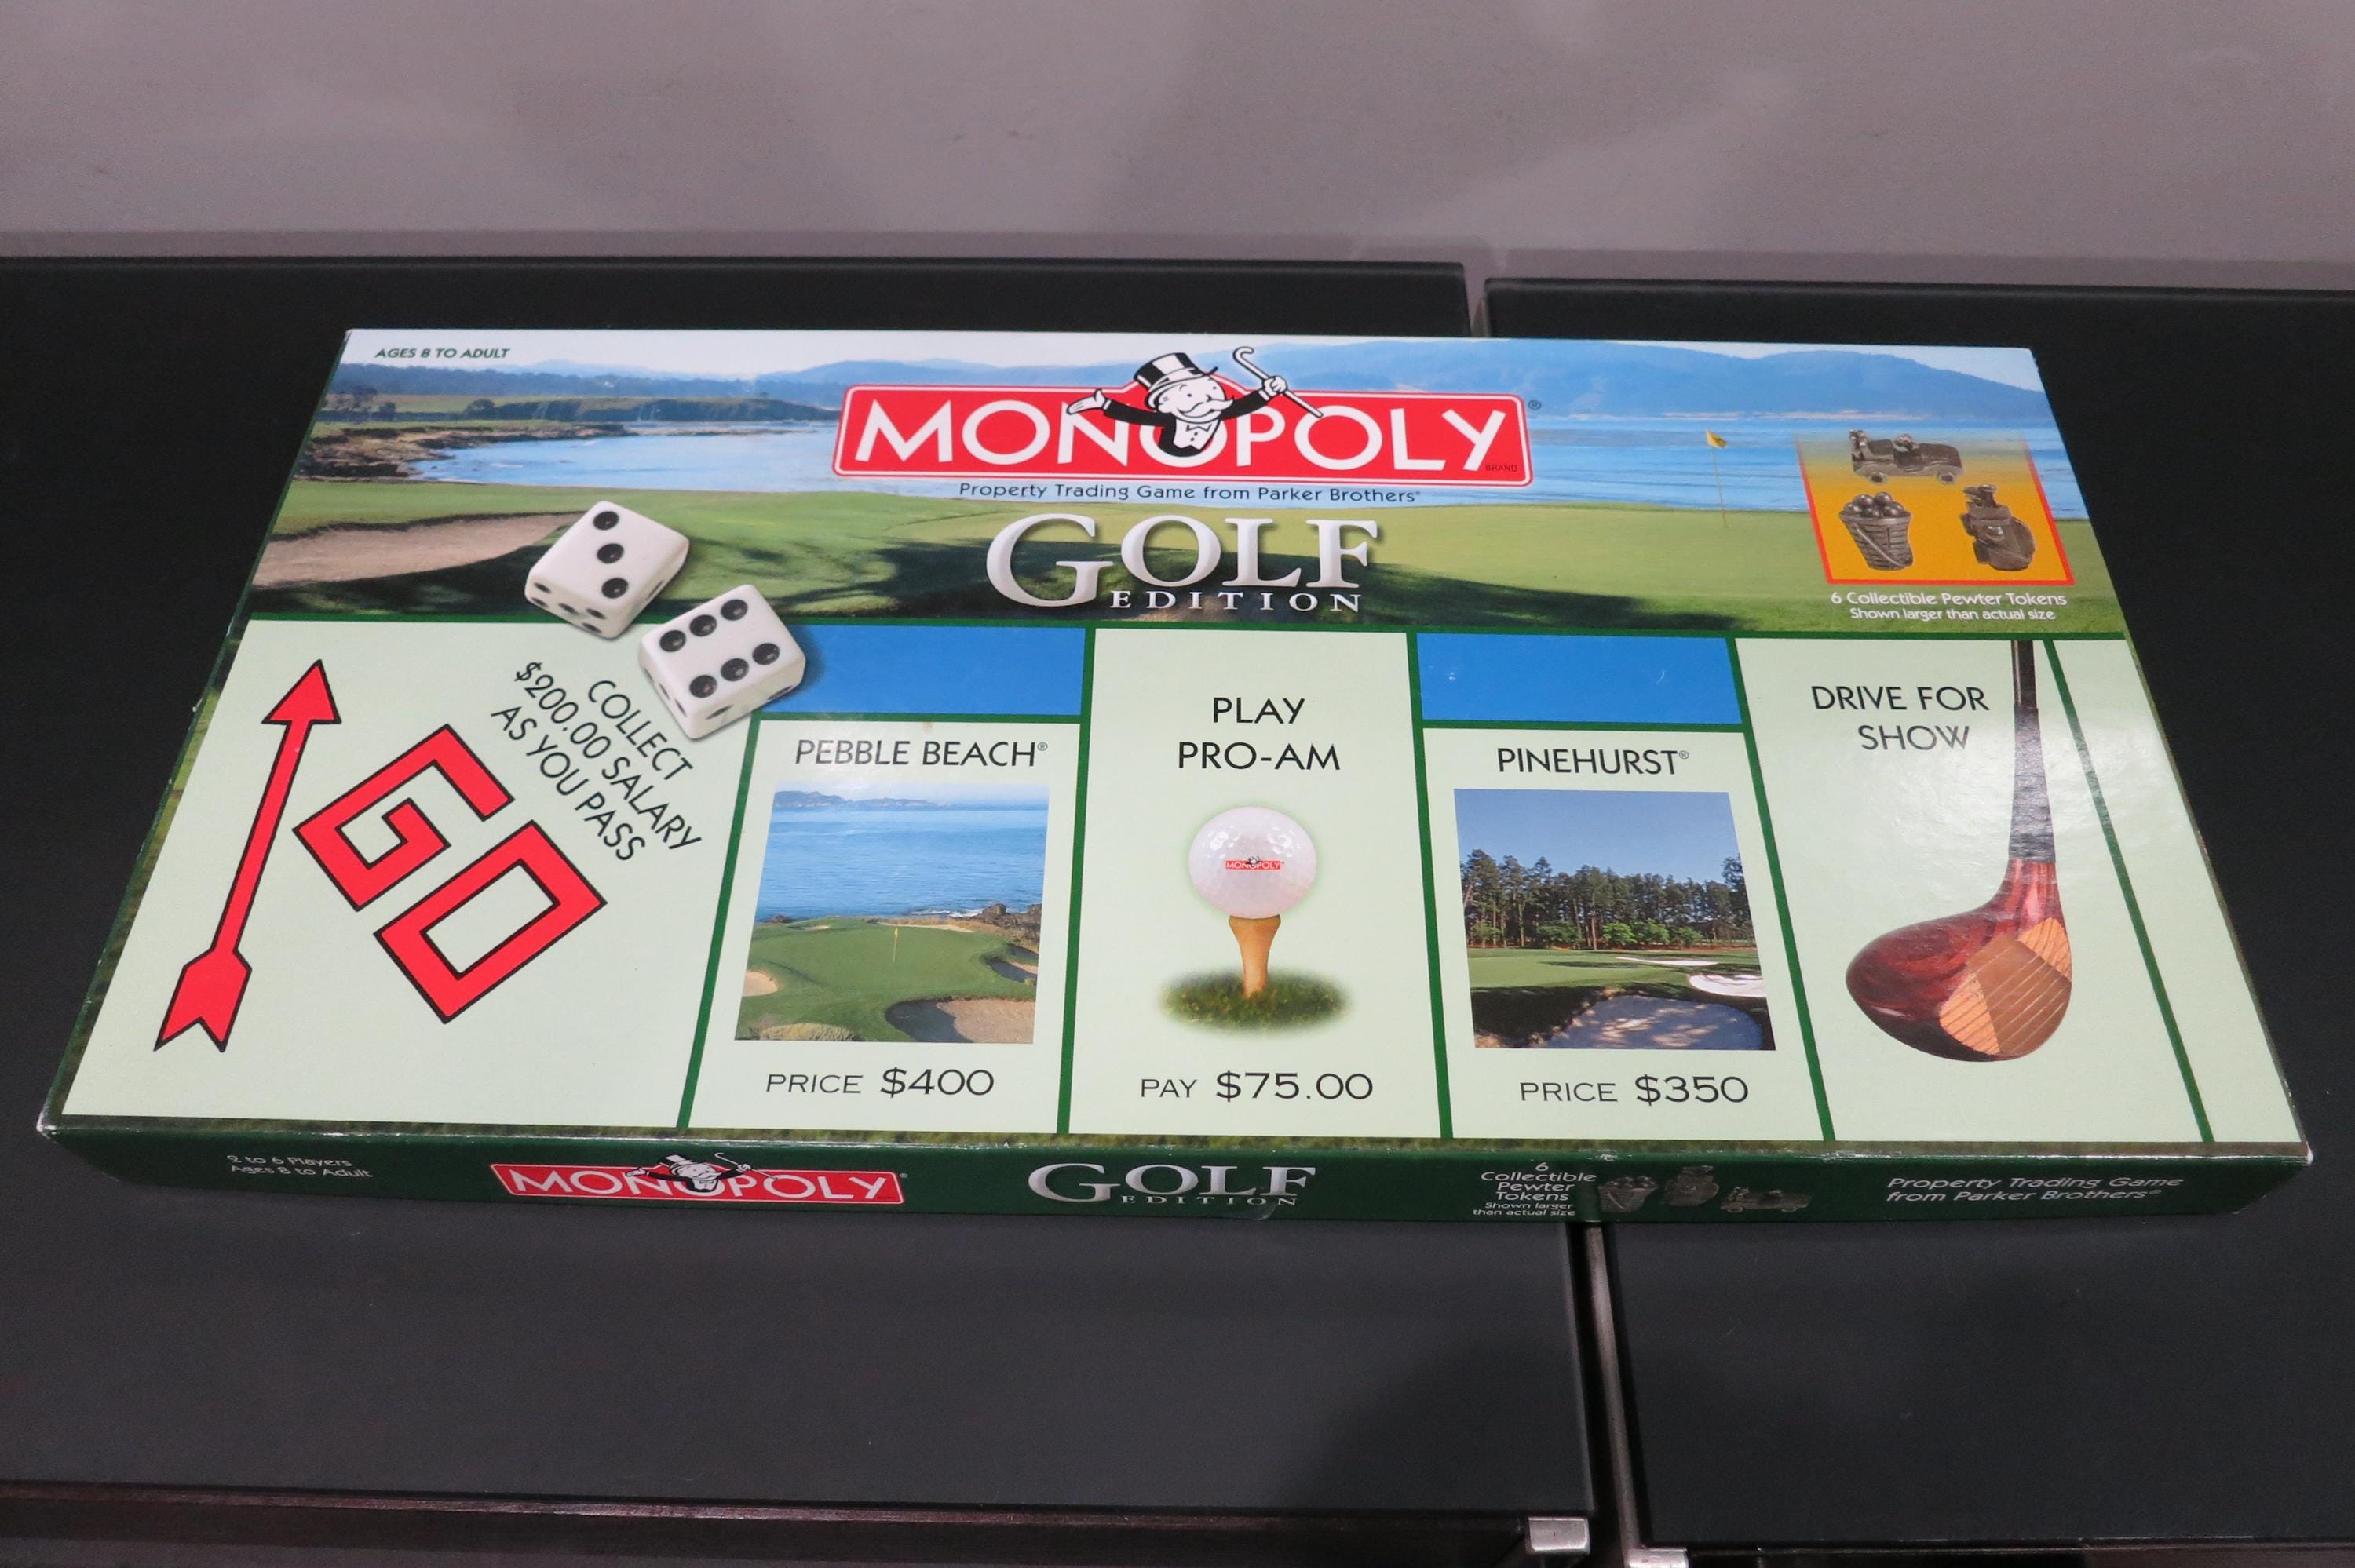 AGES 8 TO ADULT
MONOPOLY®
BRAND
Property Trading Game from Parker Brothers®
GOLF
EDITION
6 Collectible Pewter Tokens
Shown larger than actual size
COLLECT
$200.00 SALARY
AS YOU PASS
GO
PEBBLE BEACH®
PRICE $400
PLAY
PRO-AM
MONOPOLY
PAY $75.00
PINEHURST®
PRICE $350
DRIVE FOR
SHOW
2 to 6 Players
Ages 8 to Adult
MONOPOLY®
GOLF
EDITION
6
Collectible
Pewter
Tokens
Shown larger
than actual size
Property Trading Game
from Parker Brothers®